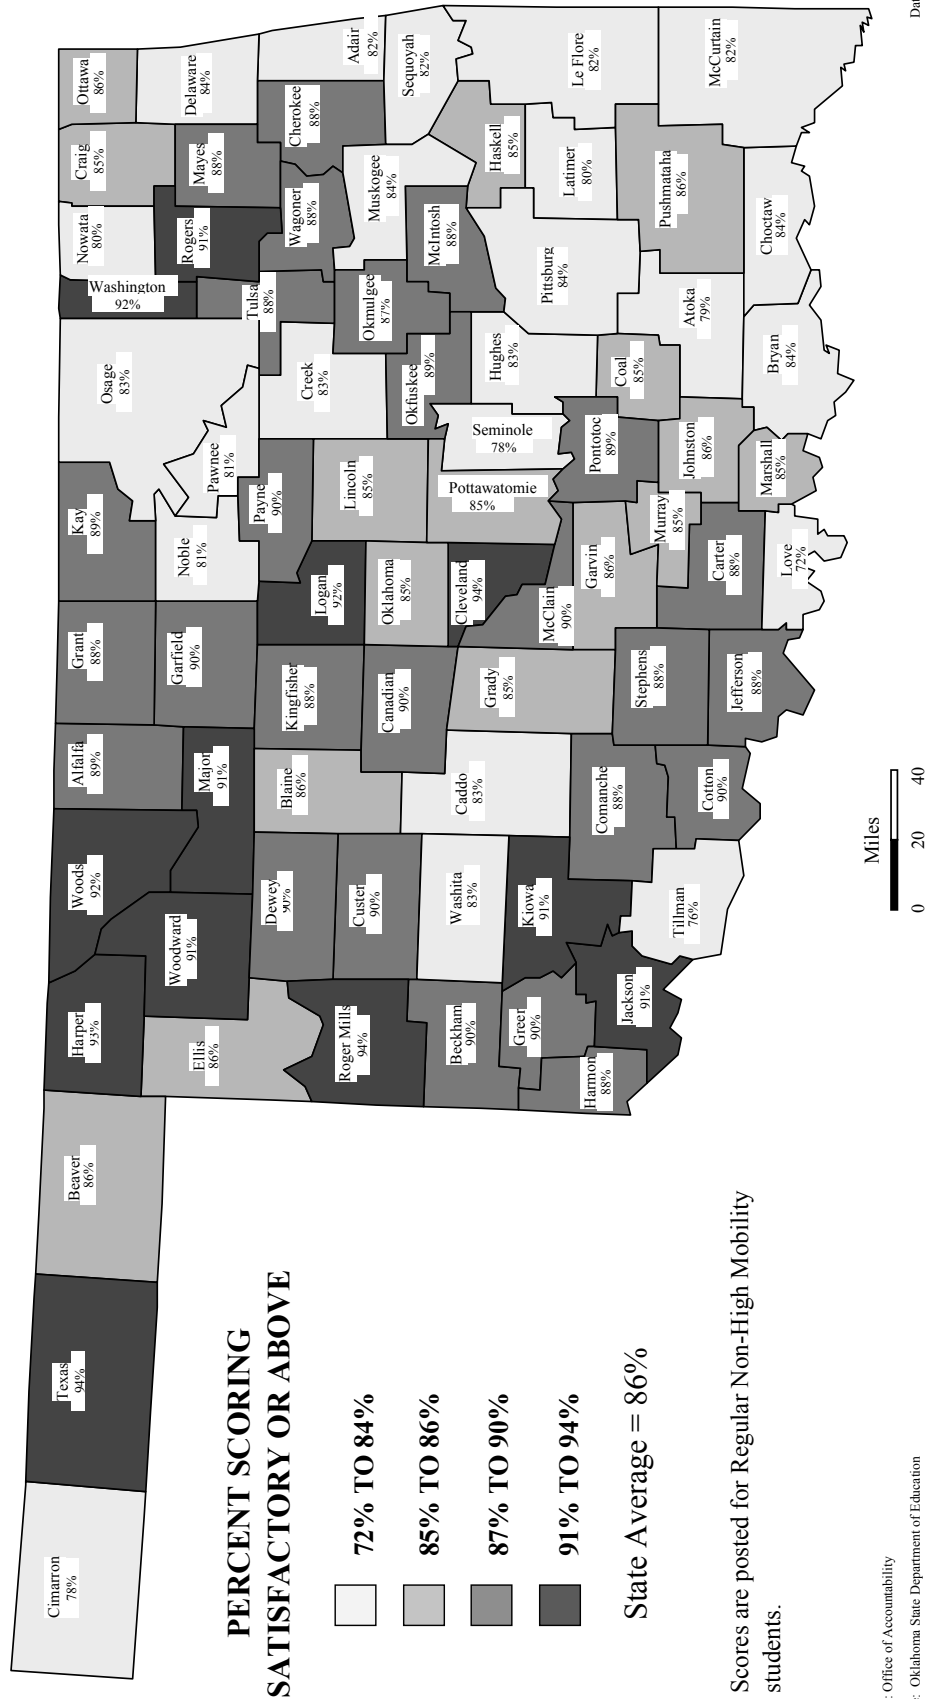 Cimarron
78%
Texas
94%
Beaver
86%
Harper
93%
Woods
92%
Alfalfa
89%
Grant
88%
Kay
89%
Osage
83%
Washington
92%
Nowata
80%
Craig
85%
Ottawa
86%
Ellis
86%
Woodward
91%
Major
91%
Garfield
90%
Noble
81%
Pawnee
81%
Rogers
91%
Mayes
88%
Delaware
84%
Roger Mills
94%
Dewey
90%
Custer
90%
Blaine
86%
Kingfisher
88%
Logan
92%
Payne
90%
Lincoln
85%
Creek
83%
Tulsa
88%
Wagoner
88%
Cherokee
88%
Adair
82%
Beckham
90%
Washita
83%
Caddo
83%
Canadian
90%
Oklahoma
85%
Cleveland
94%
Pottawatomie
85%
Seminole
78%
Okfuskee
89%
Okmulgee
87%
Muskogee
84%
McIntosh
88%
Sequoyah
82%
Greer
90%
Kiowa
91%
Grady
85%
McClain
90%
Garvin
86%
Pontotoc
89%
Hughes
83%
Pittsburg
84%
Haskell
85%
Latimer
80%
Le Flore
82%
Harmon
88%
Jackson
91%
Tillman
76%
Comanche
88%
Cotton
90%
Stephens
88%
Jefferson
88%
Murray
85%
Carter
88%
Love
72%
Johnston
86%
Marshall
85%
Coal
85%
Atoka
79%
Bryan
84%
Pushmataha
86%
Choctaw
84%
McCurtain
82%
PERCENT SCORING
SATISFACTORY OR ABOVE
72% TO 84%
85% TO 86%
87% TO 90%
91% TO 94%
State Average = 86%
Scores are posted for Regular Non-High Mobility
students.
Miles
0 20 40
: Office of Accountability
: Oklahoma State Department of Education
Dat